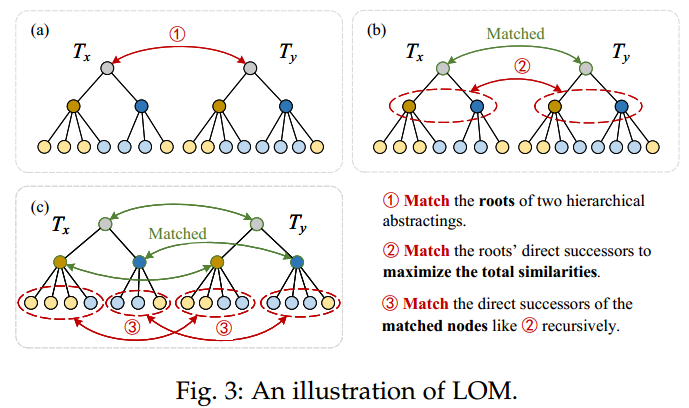 (a)
①
Tx
Ty
(b)
Matched
Tx
Ty
②
(c)
Tx
Ty
Matched
③
③
① Match the roots of two hierarchical
abstractings.
② Match the roots' direct successors to
maximize the total similarities.
③ Match the direct successors of the
matched nodes like ② recursively.
Fig. 3: An illustration of LOM.